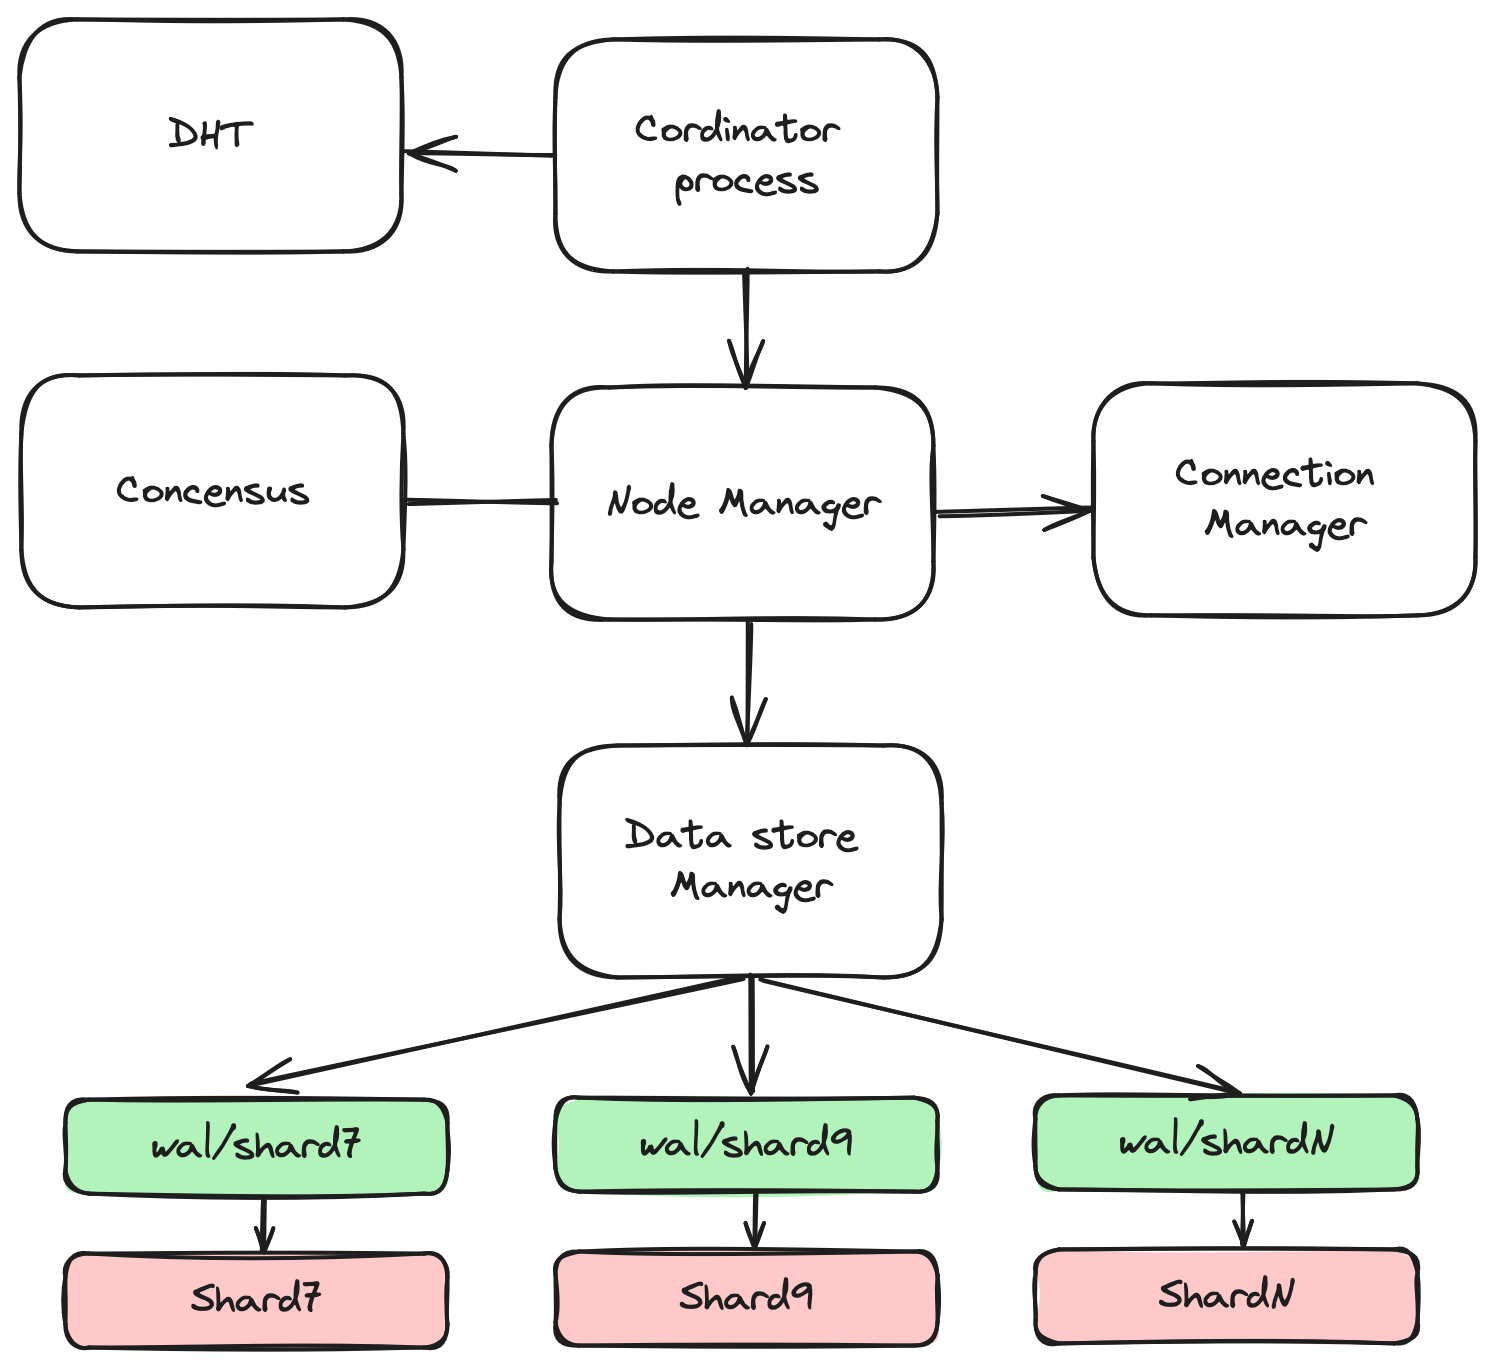 DHT
Cordinator
process
Concensus
Node Manager
Connection
Manager
Data store
Manager
wal/shard7
wal/shard9
wal/shardN
Shard7
Shard9
ShardN